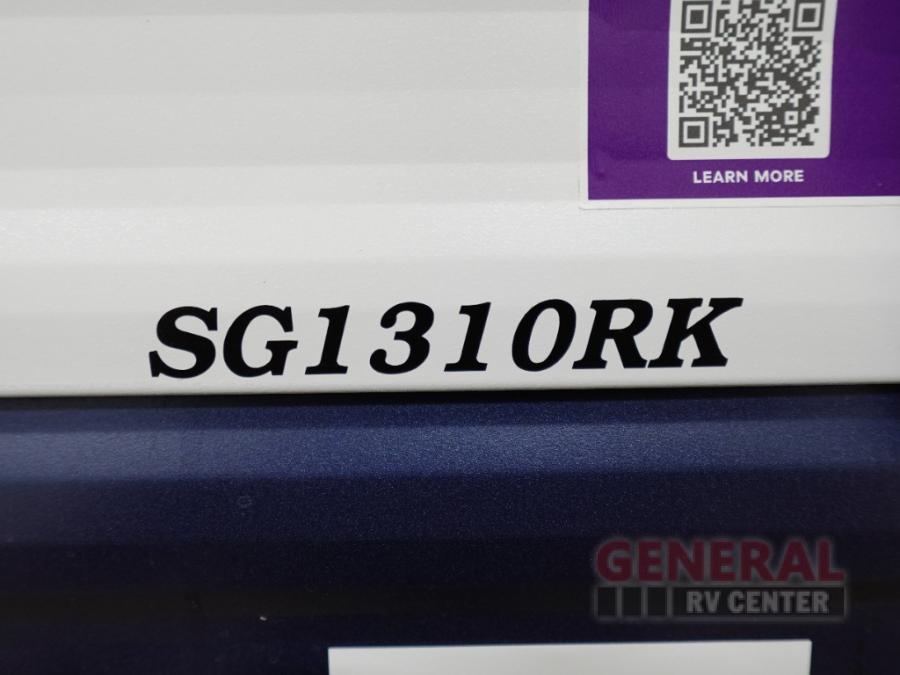 LEARN MORE
SG1310RK
GENERAL
RV CENTER